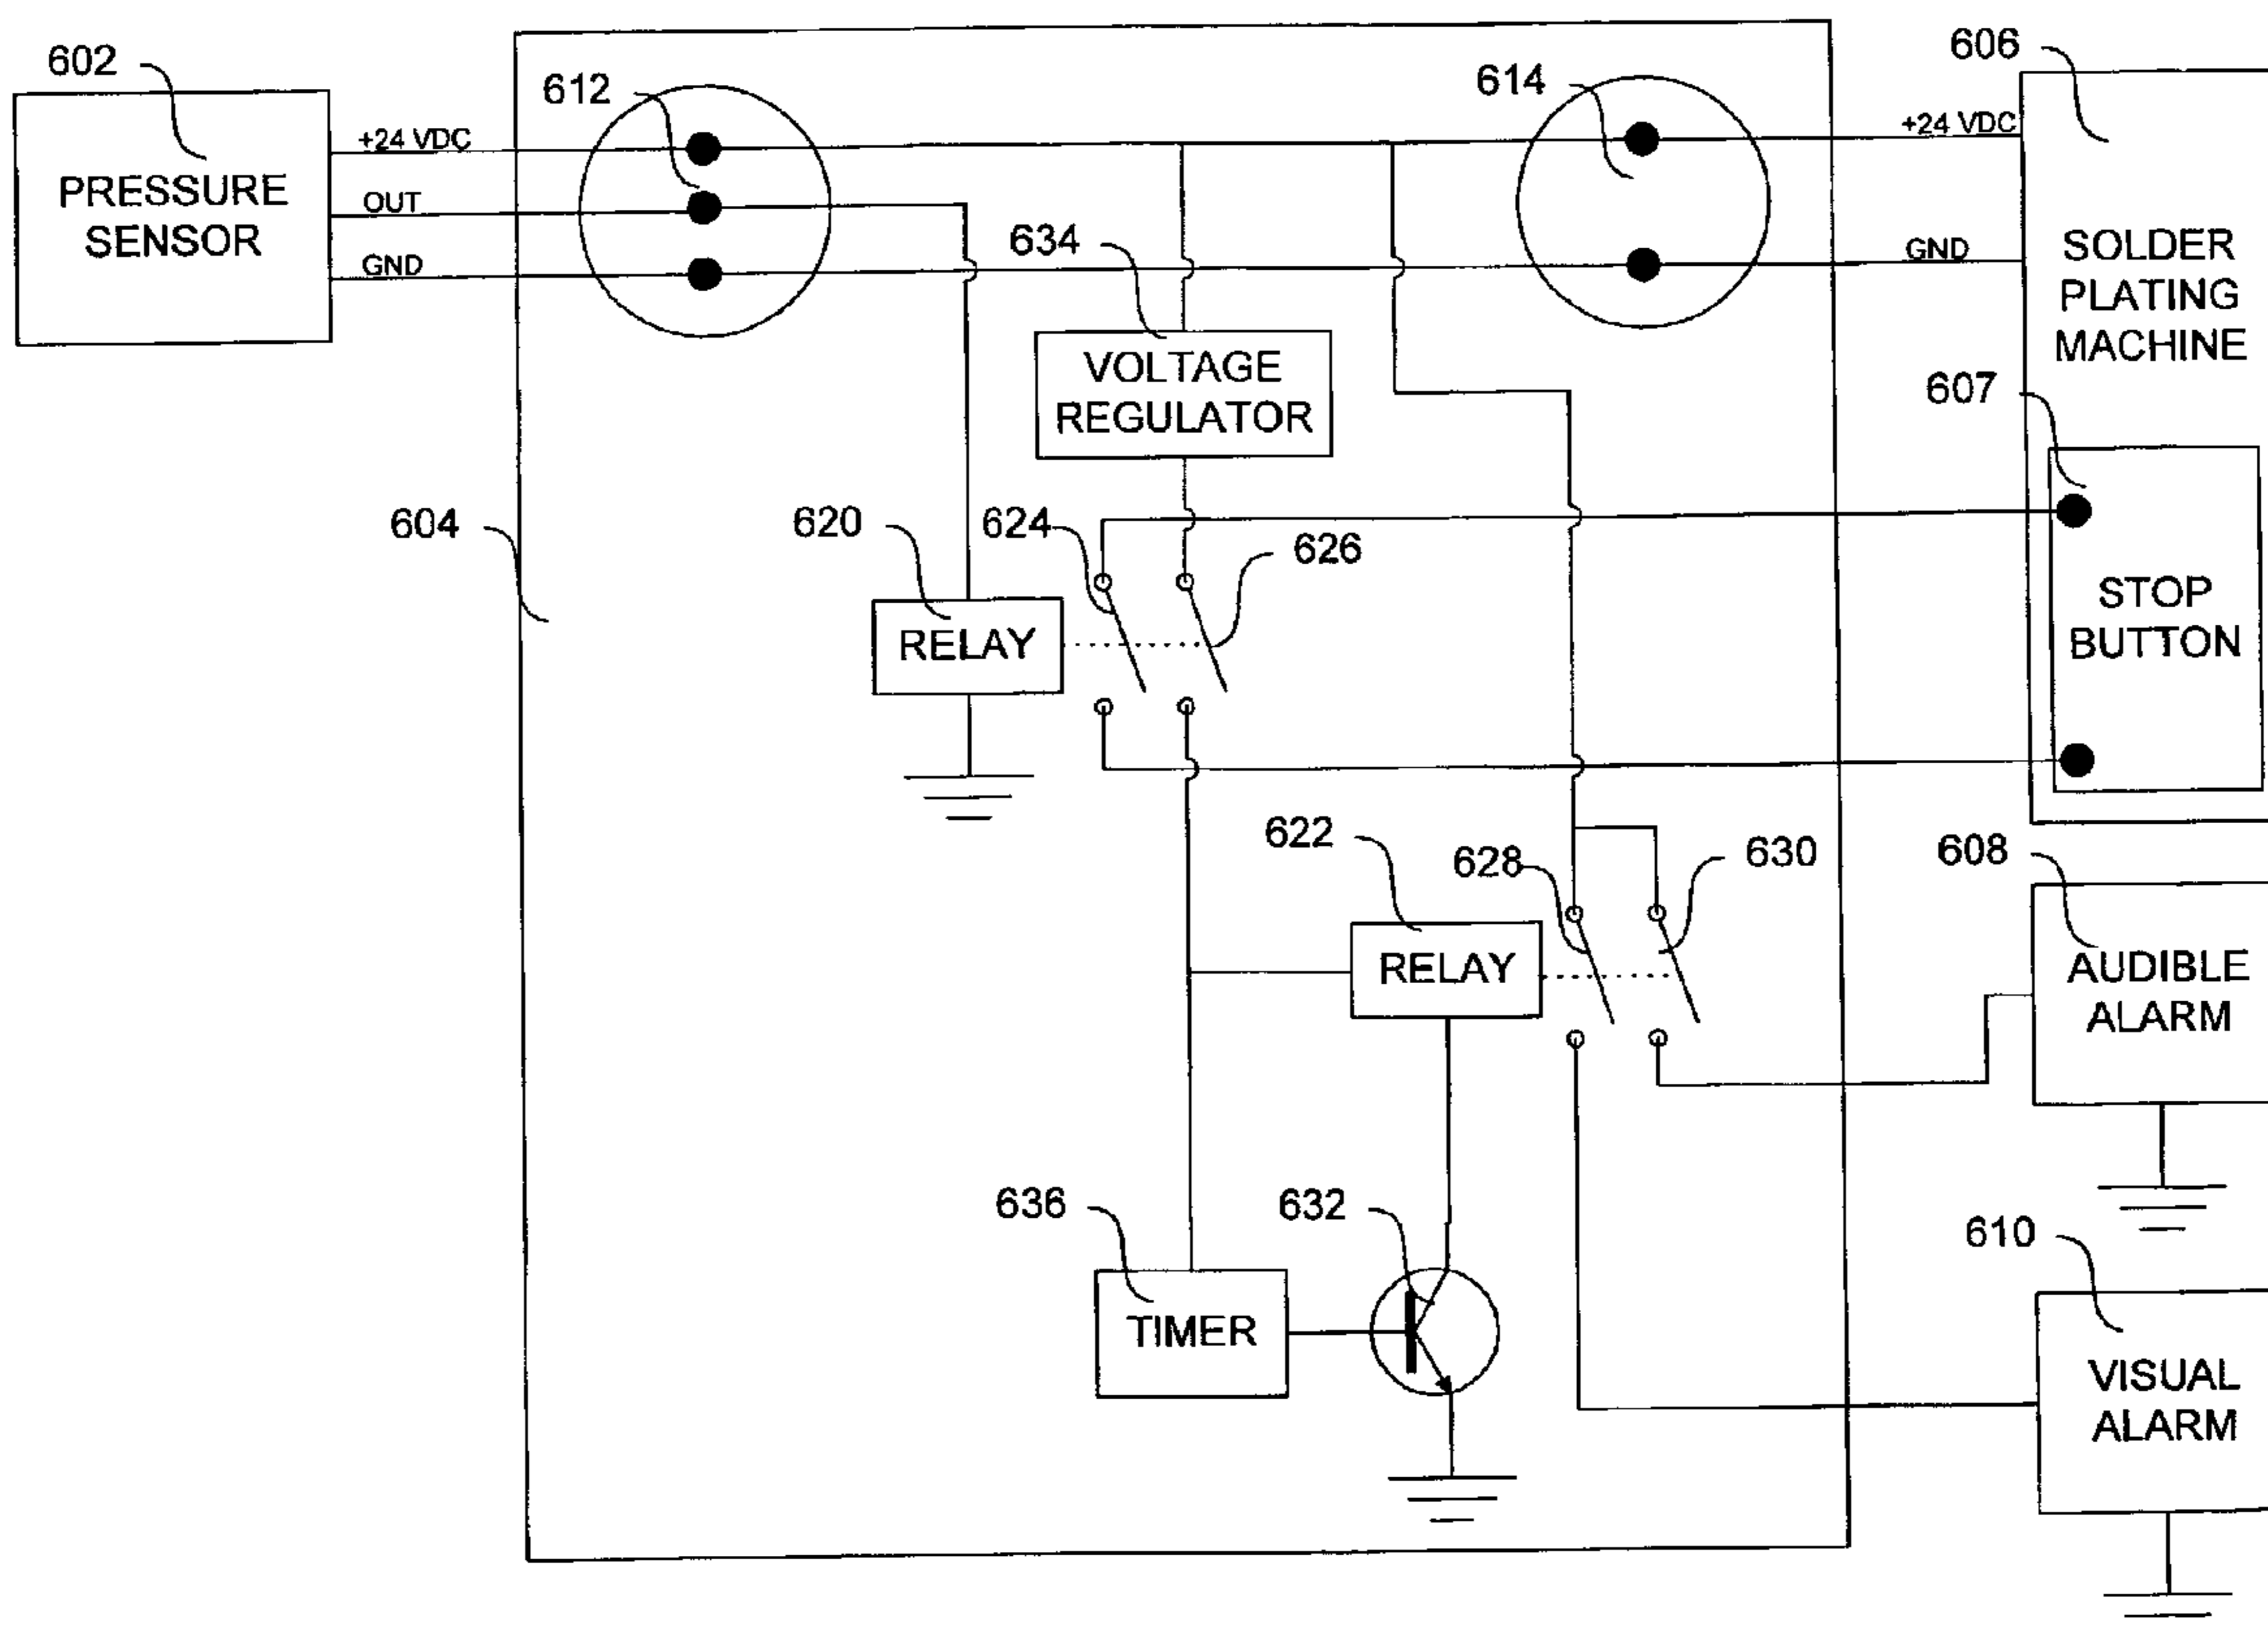 602
612
614
606
+24 VDC
+24 VDC
PRESSURE
SENSOR
OUT
GND
GND
634
SOLDER
PLATING
MACHINE
VOLTAGE
REGULATOR
607
604
620
624
626
RELAY
STOP
BUTTON
622
628
630
608
RELAY
AUDIBLE
ALARM
636
632
610
TIMER
VISUAL
ALARM